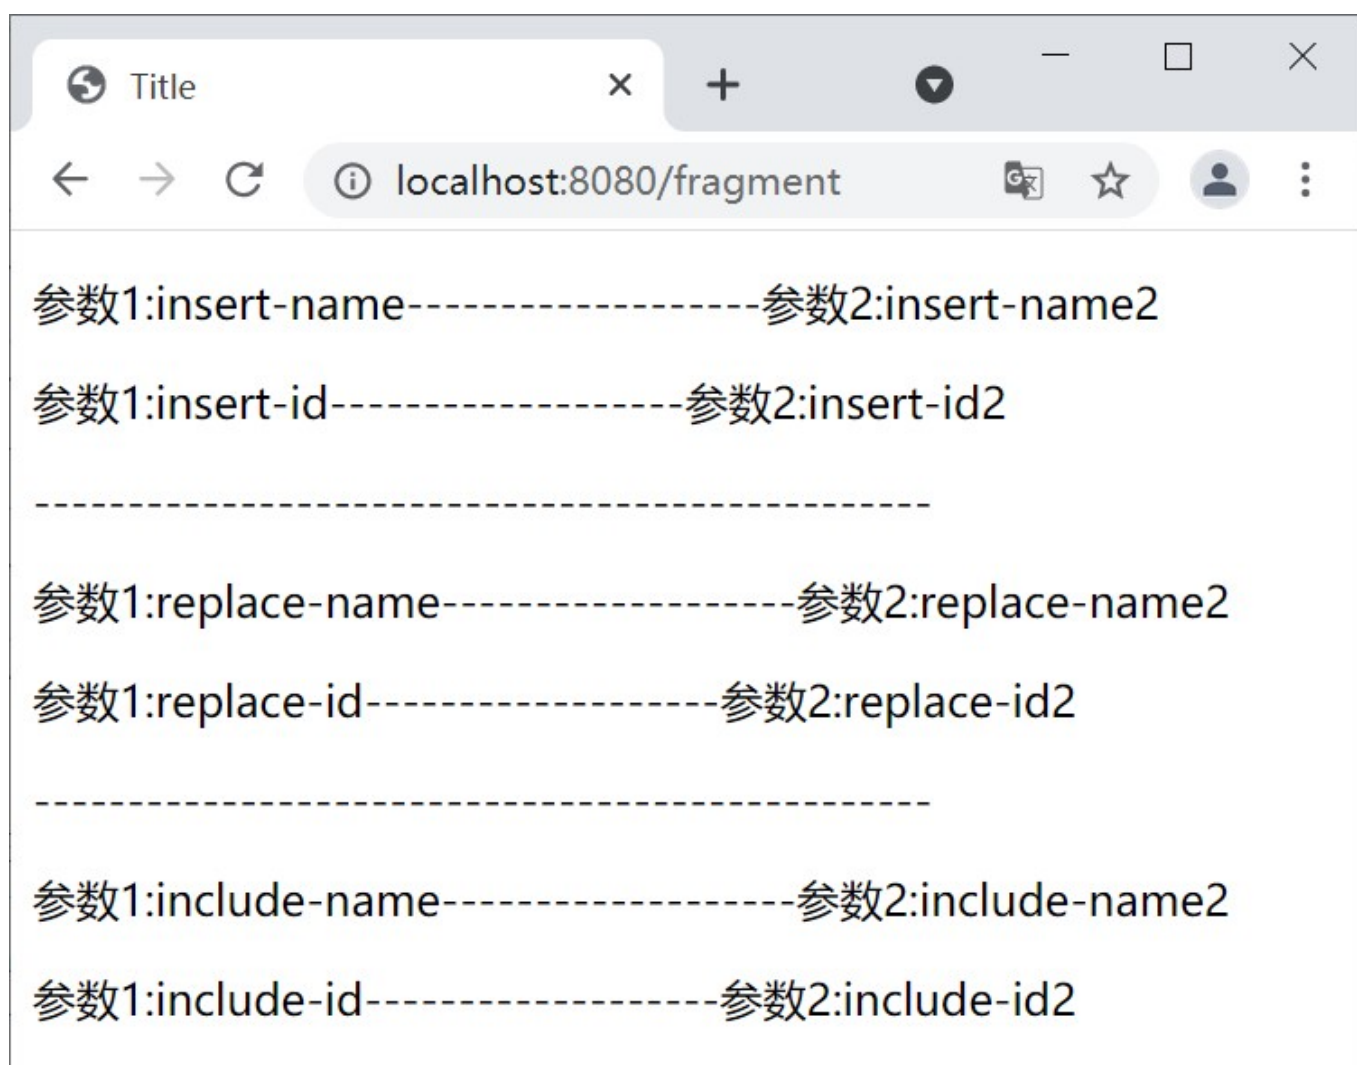 Title
localhost:8080/fragment
参数1:insert-name-------------------参数2:insert-name2
参数1:insert-id-------------------参数2:insert-id2
------------------------------------------------
参数1:replace-name-------------------参数2:replace-name2
参数1:replace-id-------------------参数2:replace-id2
------------------------------------------------
参数1:include-name-------------------参数2:include-name2
参数1:include-id-------------------参数2:include-id2